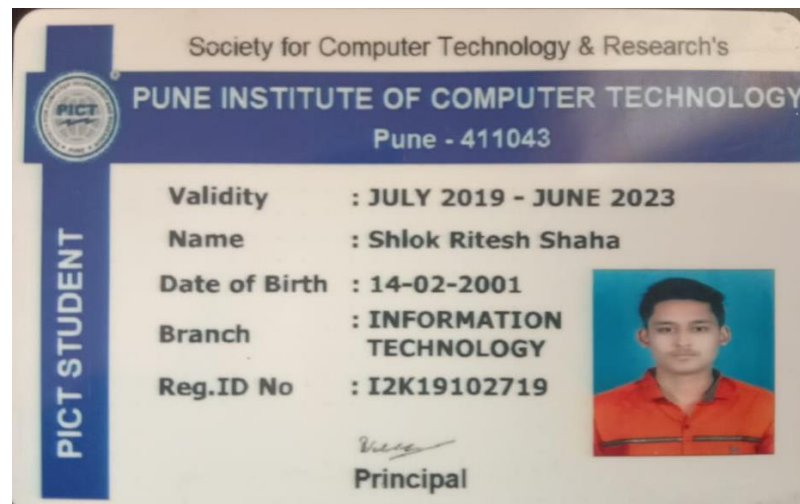 Society for Computer Technology & Research's
PICT
PUNE INSTITUTE OF COMPUTER TECHNOLOGY
Pune - 411043
PICT STUDENT
Validity : JULY 2019 - JUNE 2023
Name : Shlok Ritesh Shaha
Date of Birth : 14-02-2001
Branch : INFORMATION
TECHNOLOGY
Reg.ID No : I2K19102719
Principal